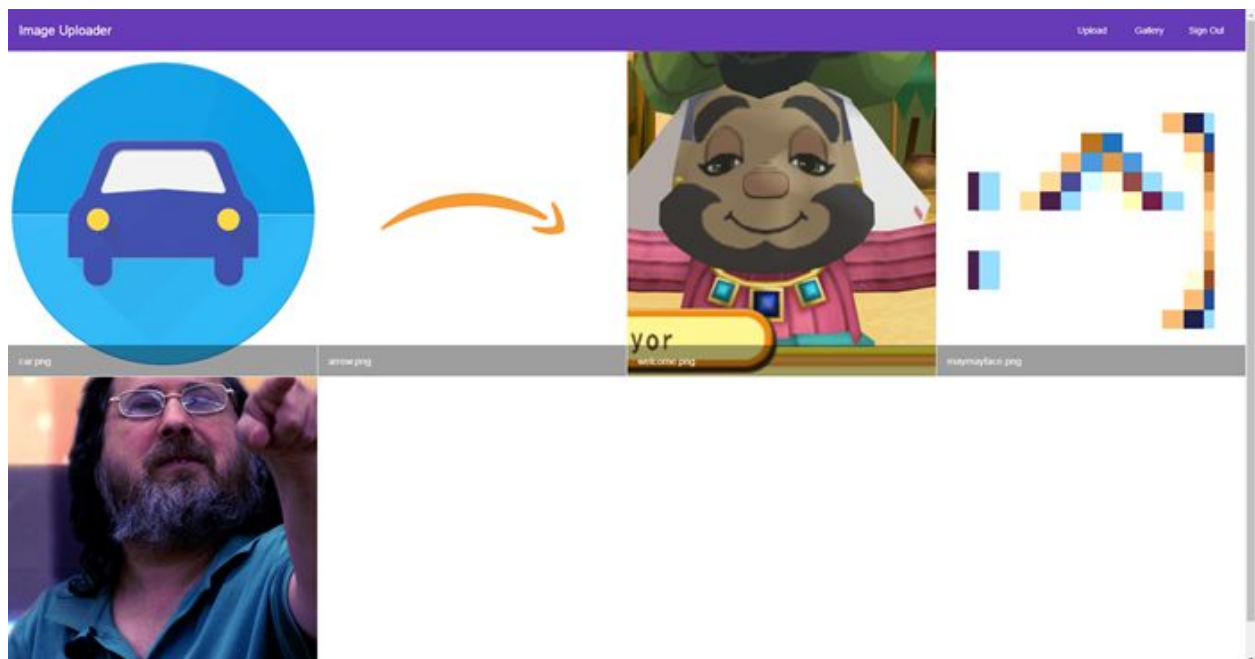 Image Uploader
Upload Gallery Sign Out
yor
car.png
arrow.png
welcome.png
maymayface.png